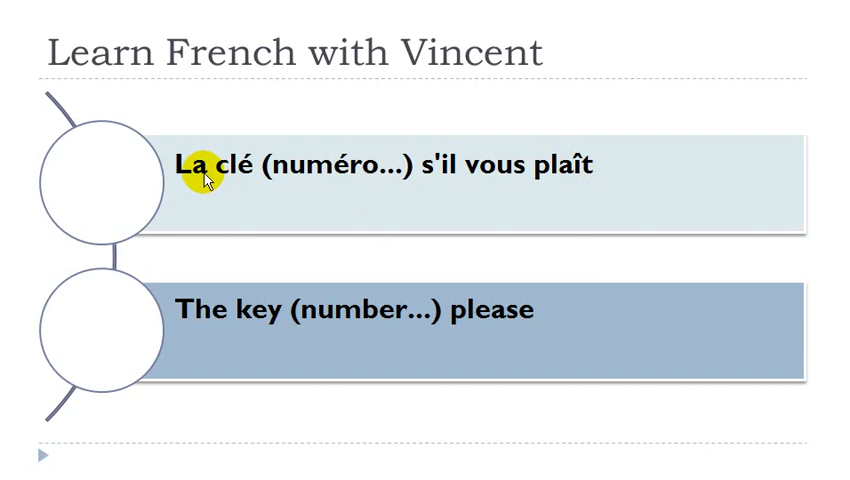 Learn French with Vincent
La clé (numéro...) s'il vous plaît
The key (number...) please